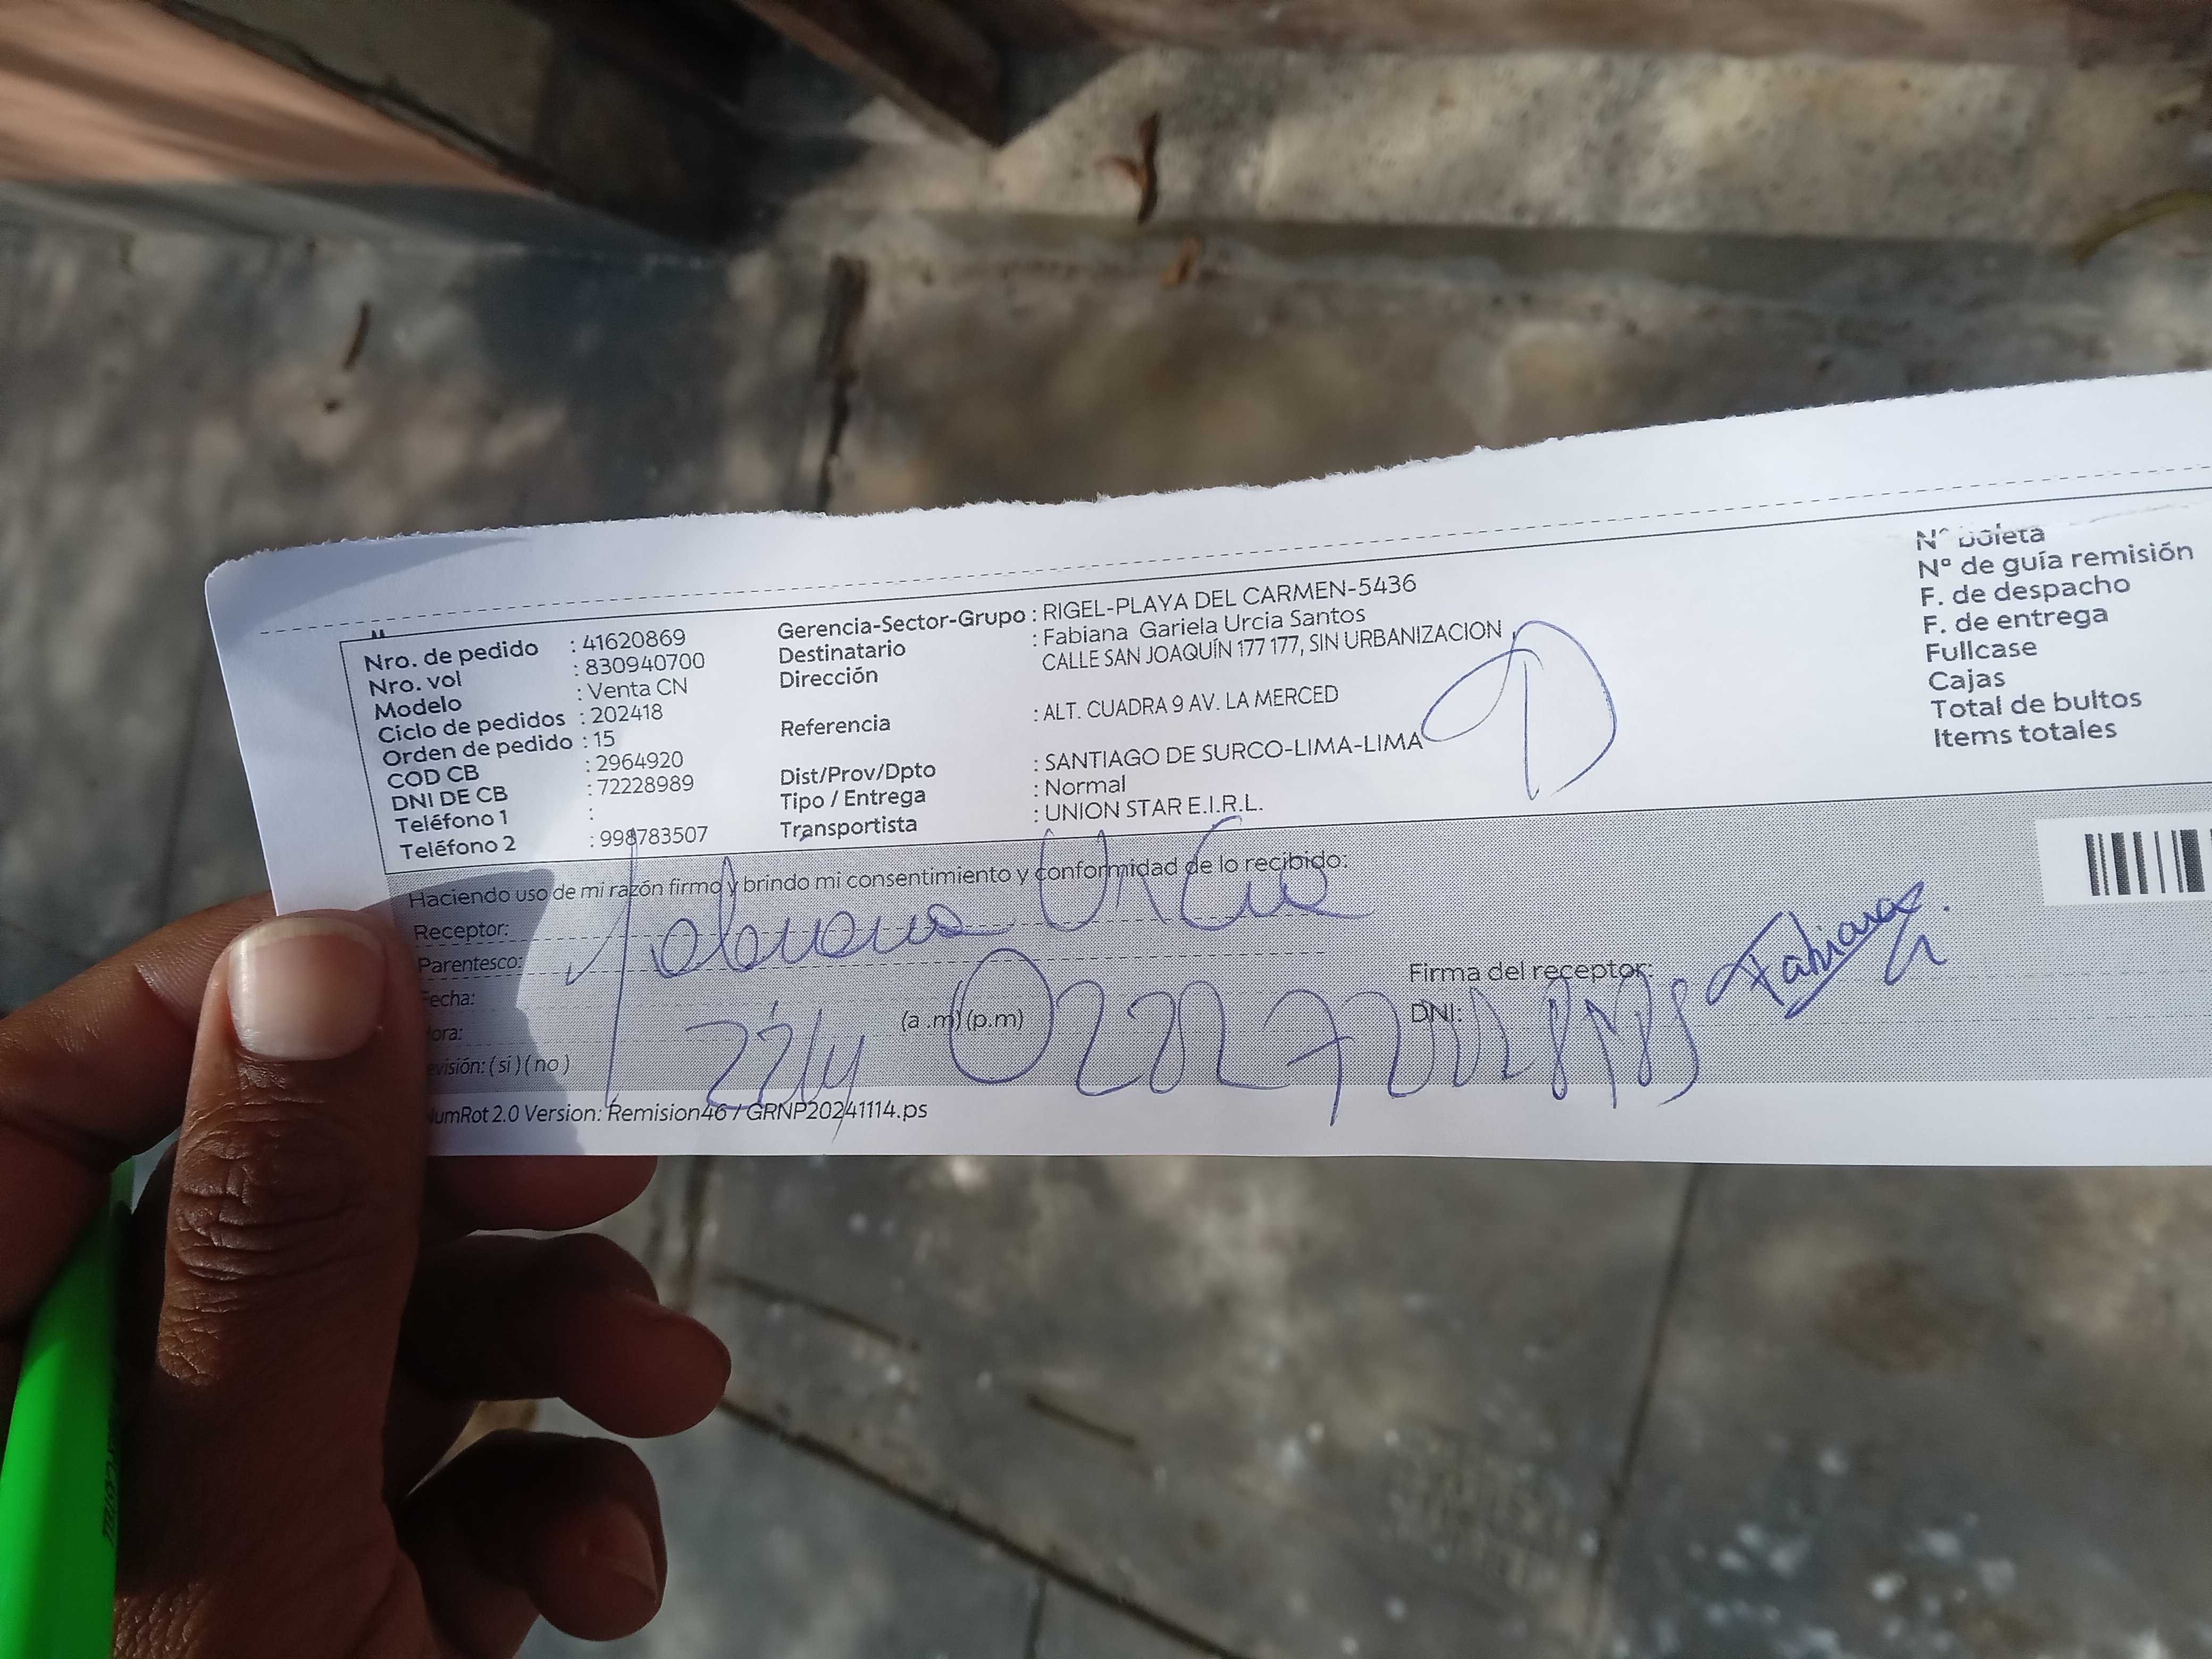 Nro. de pedido : 41620869
Nro. vol : 830940700
Modelo : Venta CN
Ciclo de pedidos : 202418
Orden de pedido : 15
COD CB : 2964920
DNI DE CB : 72228989
Teléfono 1 :
Teléfono 2 : 998783507
Gerencia-Sector-Grupo : RIGEL-PLAYA DEL CARMEN-5436
Destinatario : Fabiana Gariela Urcia Santos
Dirección CALLE SAN JOAQUÍN 177 177, SIN URBANIZACION
Referencia : ALT. CUADRA 9 AV. LA MERCED
Dist/Prov/Dpto : SANTIAGO DE SURCO-LIMA-LIMA
Tipo / Entrega : Normal
Transportista : UNION STAR E.I.R.L.
N° boleta
N° de guía remisión
F. de despacho
F. de entrega
Fullcase
Cajas
Total de bultos
Items totales
Haciendo uso de mi razón firmo y brindo mi consentimiento y conformidad de lo recibido:
Receptor: Fabiana Urcia
Parentesco:
Fecha:
Hora: (a .m) (p.m)
evisión: ( si ) ( no )
Firma del receptor: Fabiana
DNI:
NumRot 2.0 Version: Remision46 / GRNP20241114.ps